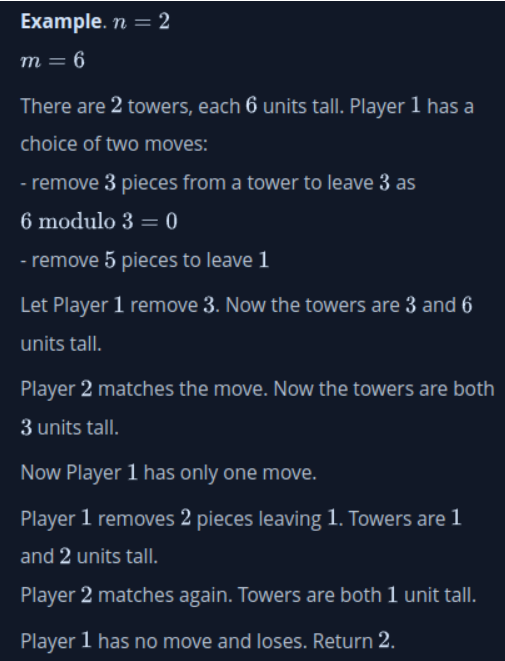 Example. n = 2
m = 6
There are 2 towers, each 6 units tall. Player 1 has a
choice of two moves:
- remove 3 pieces from a tower to leave 3 as
6 modulo 3 = 0
- remove 5 pieces to leave 1
Let Player 1 remove 3. Now the towers are 3 and 6
units tall.
Player 2 matches the move. Now the towers are both
3 units tall.
Now Player 1 has only one move.
Player 1 removes 2 pieces leaving 1. Towers are 1
and 2 units tall.
Player 2 matches again. Towers are both 1 unit tall.
Player 1 has no move and loses. Return 2.